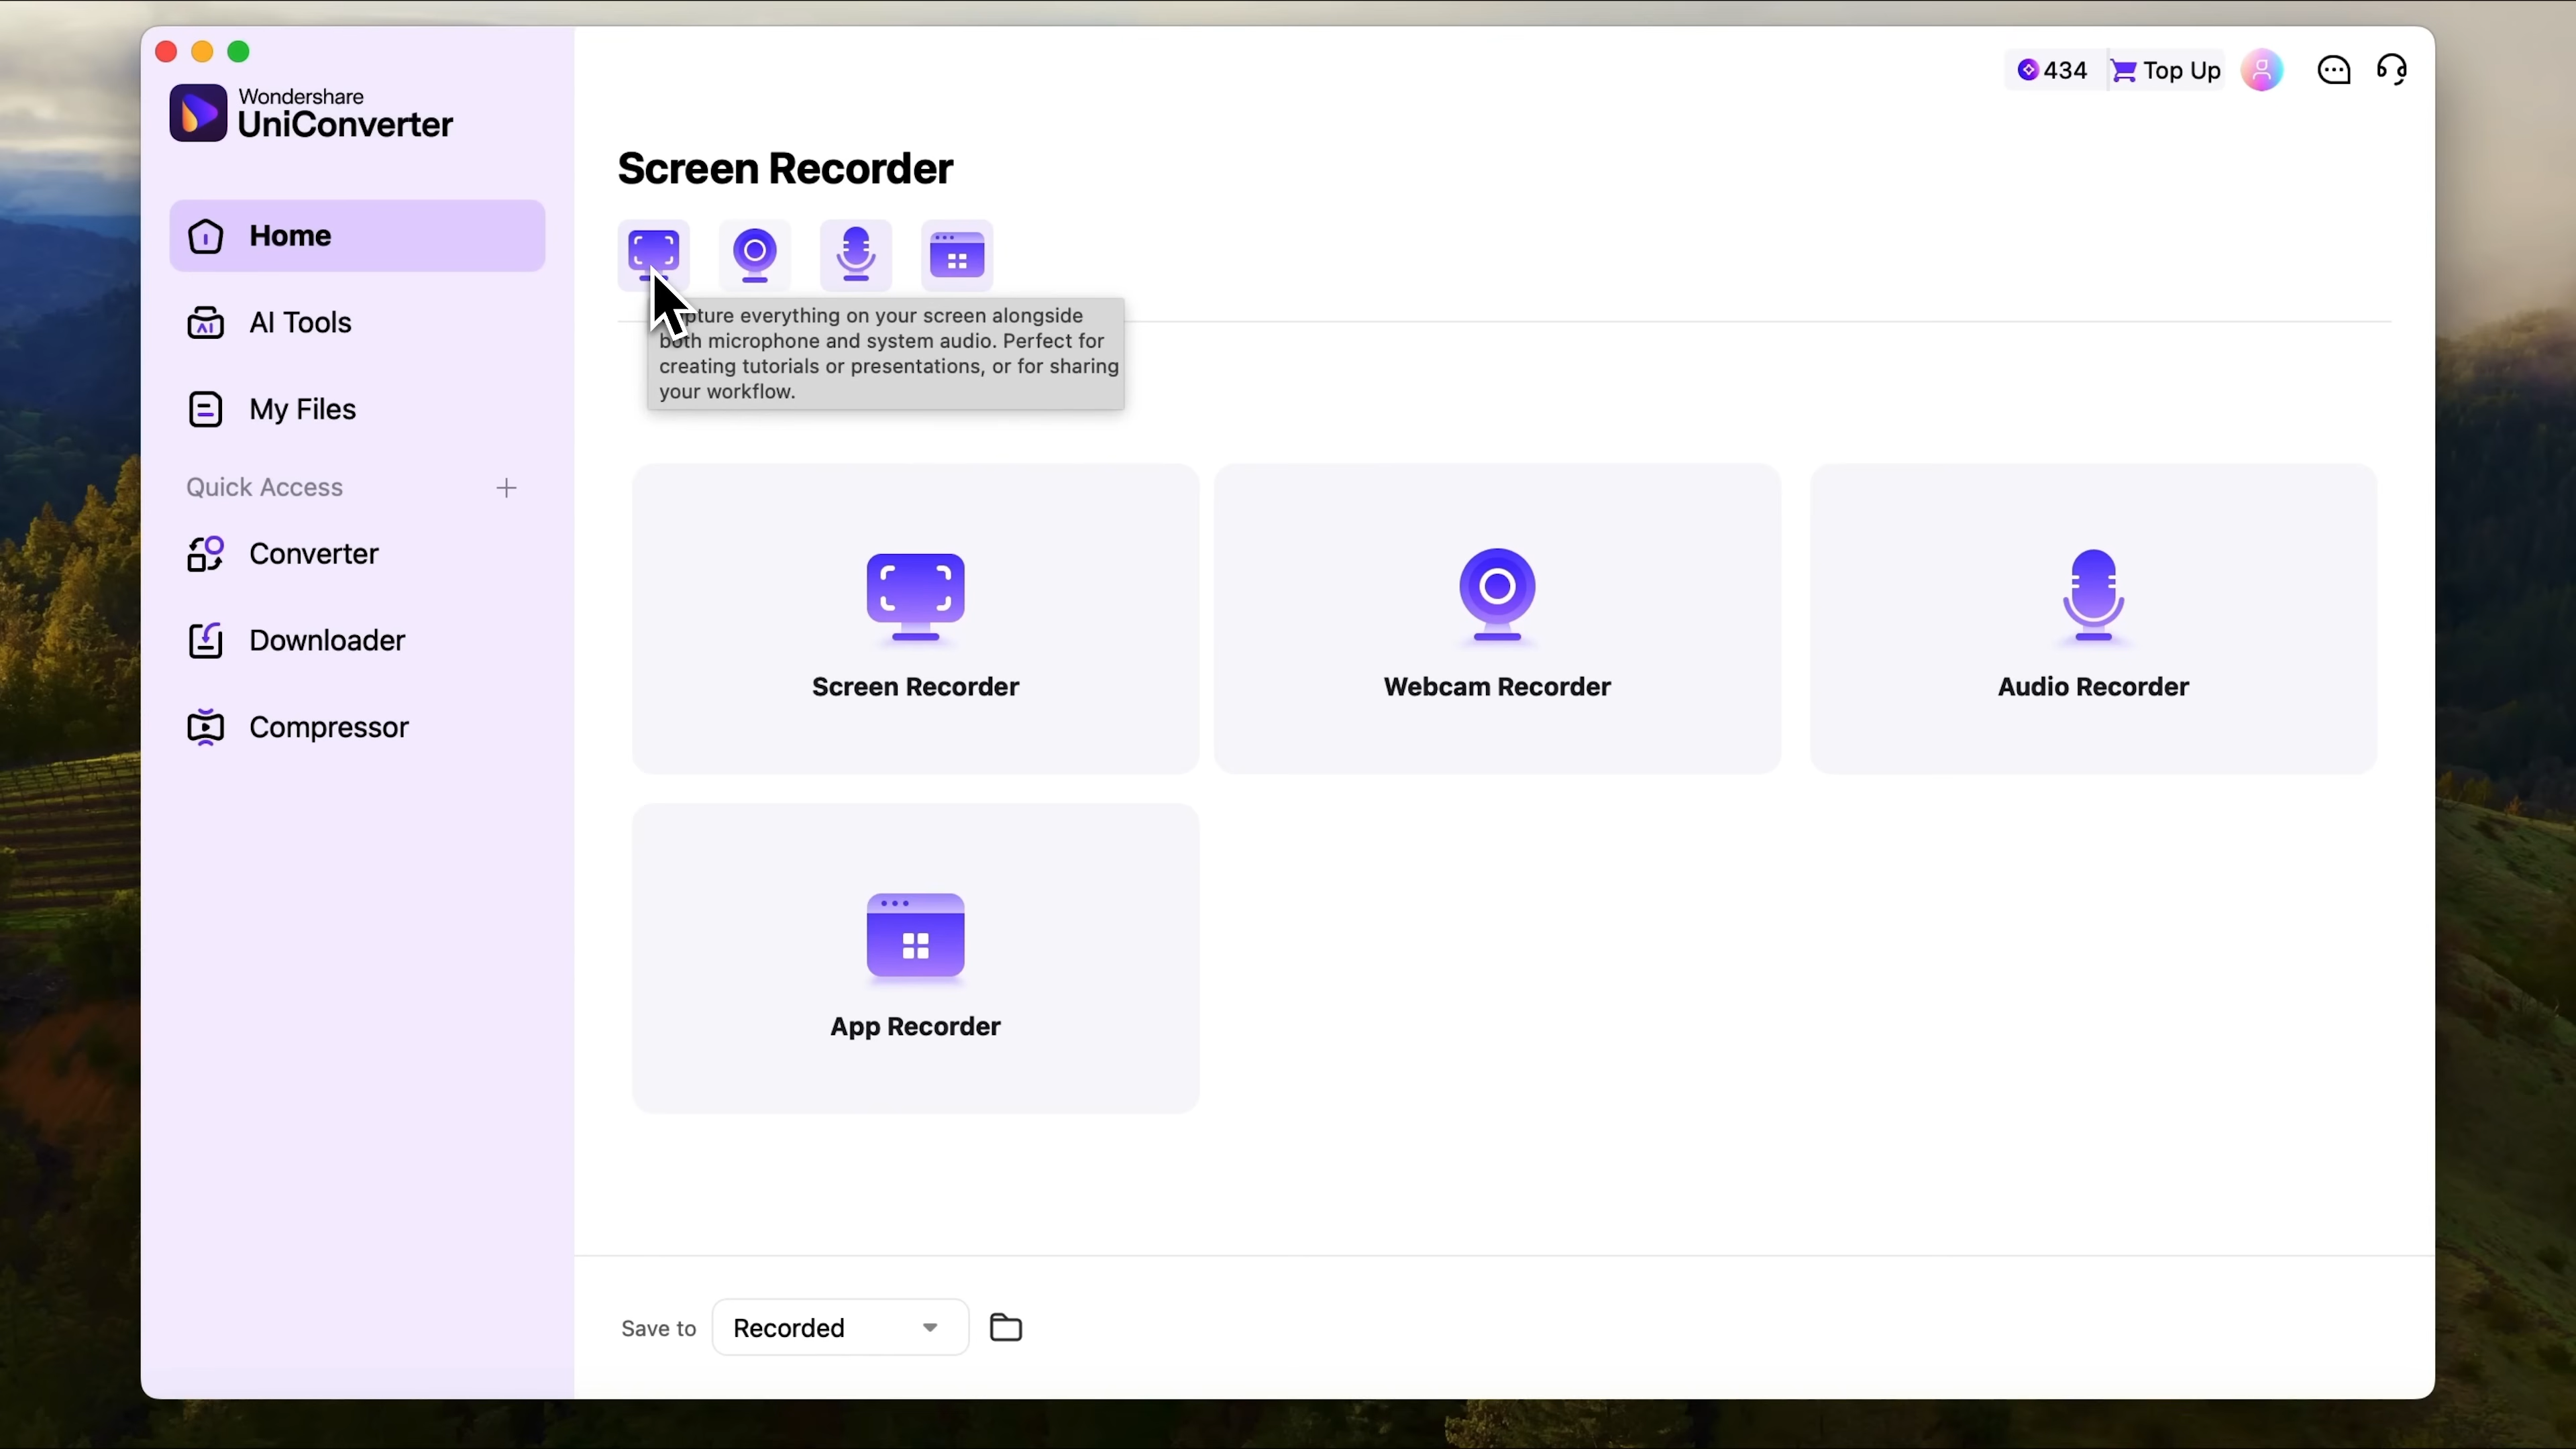 Wondershare
UniConverter
434
Top Up
Screen Recorder
Home
AI Tools
My Files
Quick Access
Converter
Downloader
Compressor
pture everything on your screen alongside
both microphone and system audio. Perfect for
creating tutorials or presentations, or for sharing
your workflow.
Screen Recorder
Webcam Recorder
Audio Recorder
App Recorder
Save to
Recorded